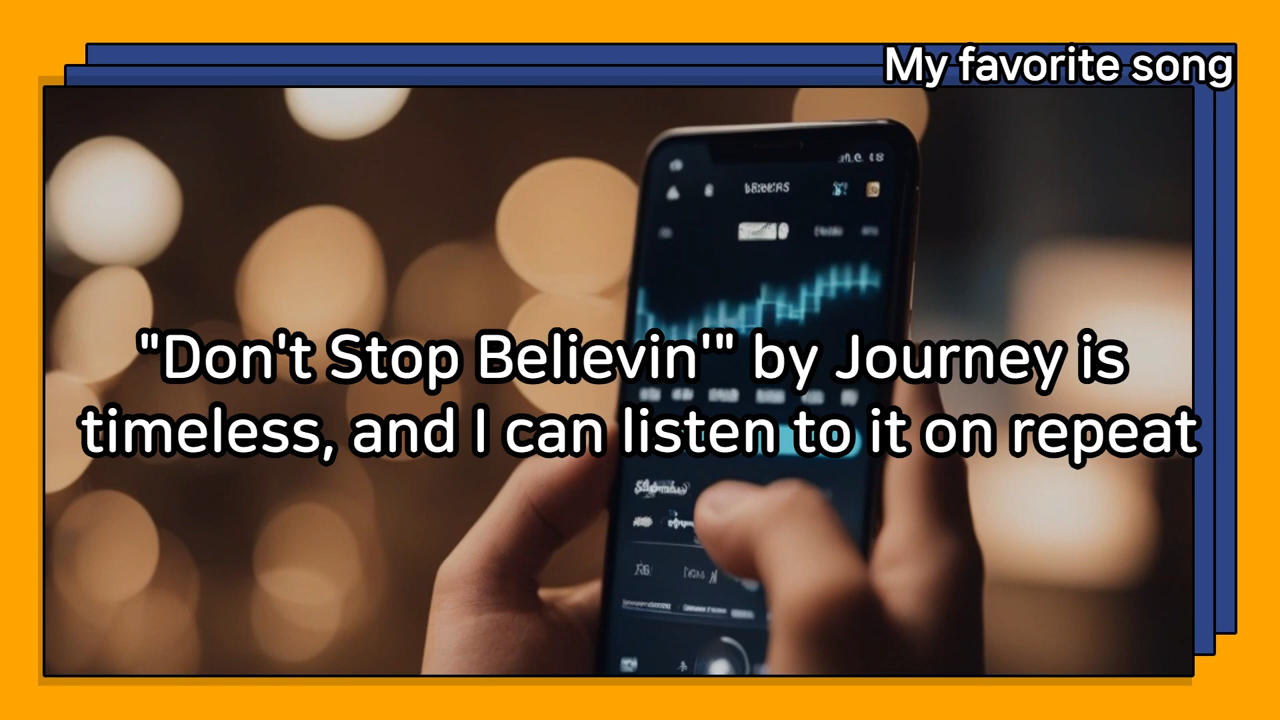 My favorite song
"Don't Stop Believin'" by Journey is
timeless, and I can listen to it on repeat